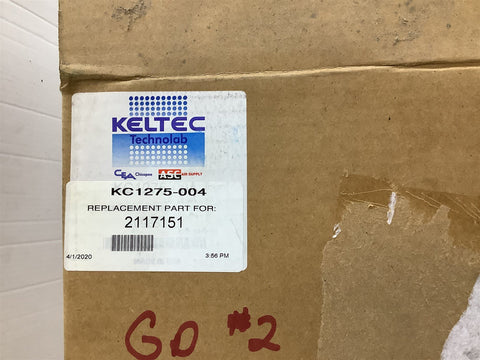 KELTEC
Technolab
CEA Chicopee ASC AIR SUPPLY
KC1275-004
REPLACEMENT PART FOR:
2117151
4/1/2020 3:56 PM
GD #2